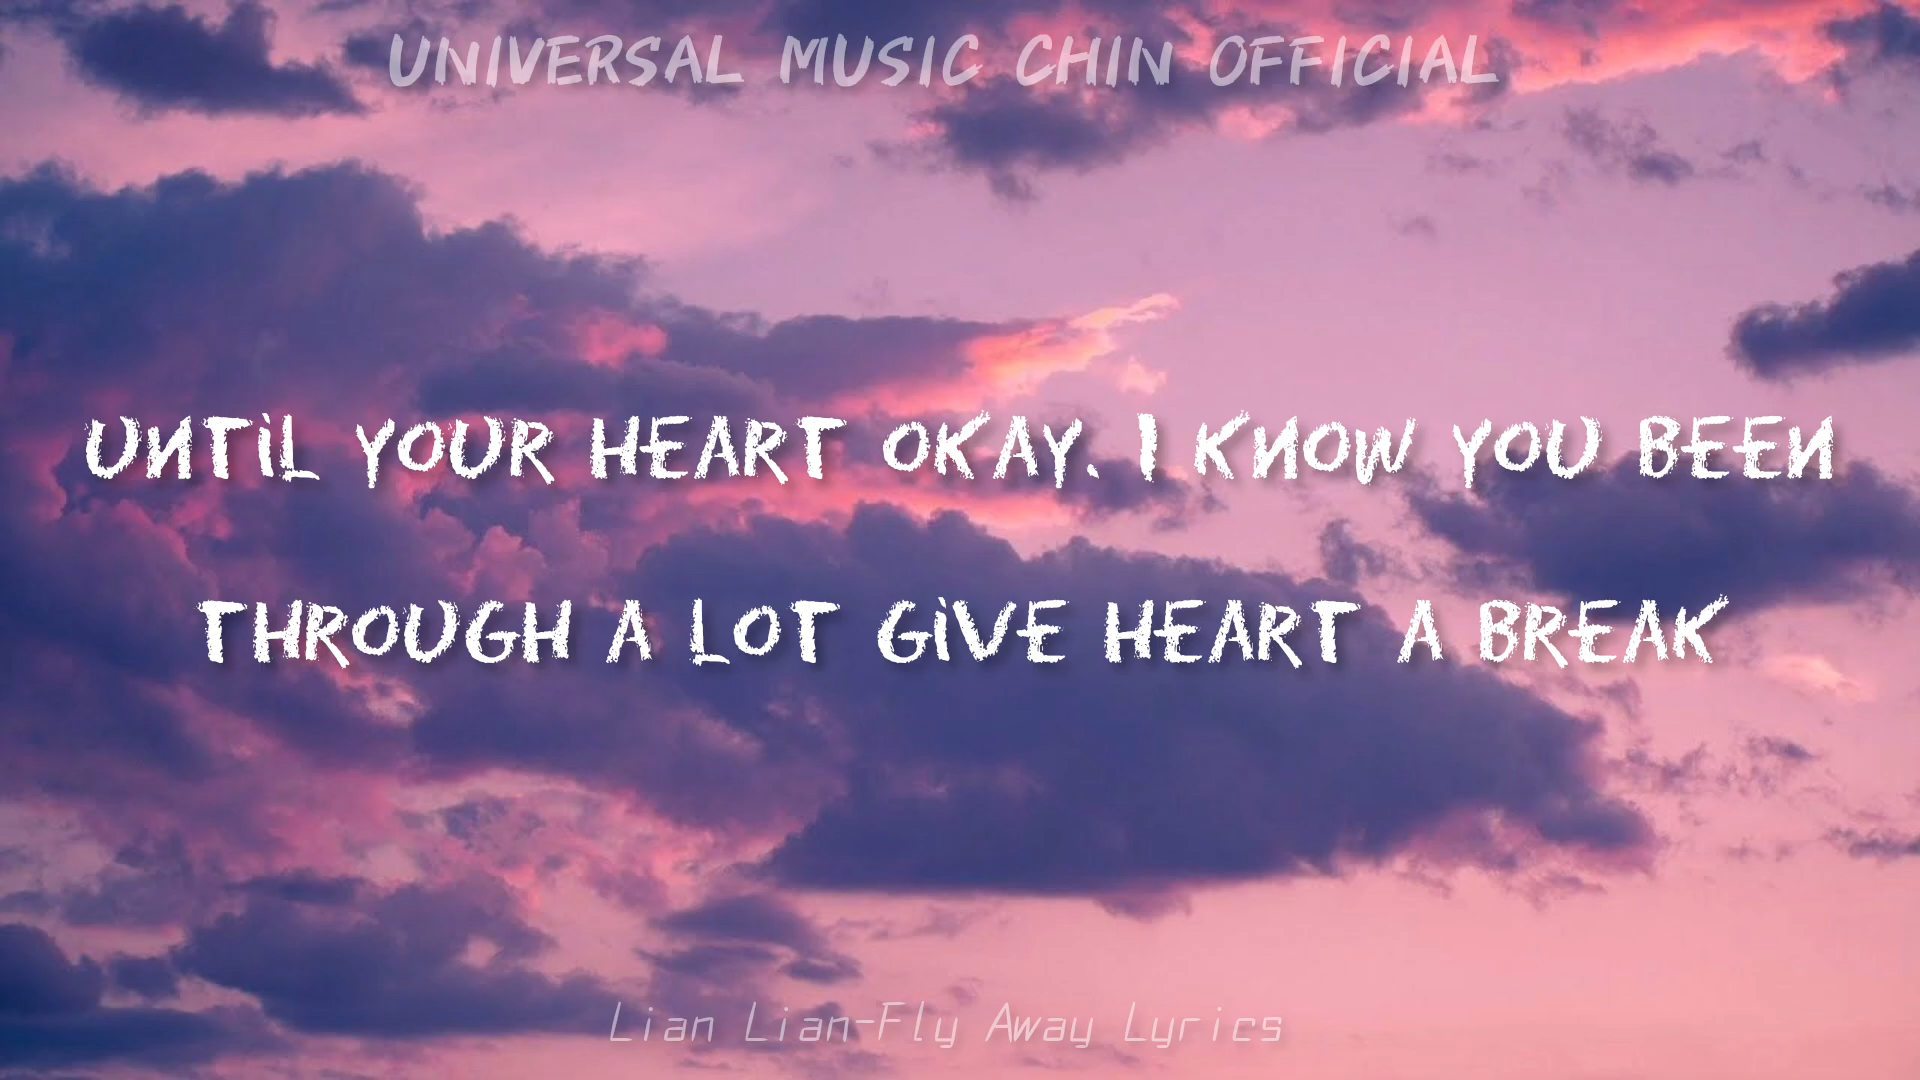 UNIVERSAL MUSIC CHIN OFFICIAL
UNTIL YOUR HEART OKAY. I KNOW YOU BEEN
THROUGH A LOT GIVE HEART A BREAK
Lian Lian-Fly Away Lyrics